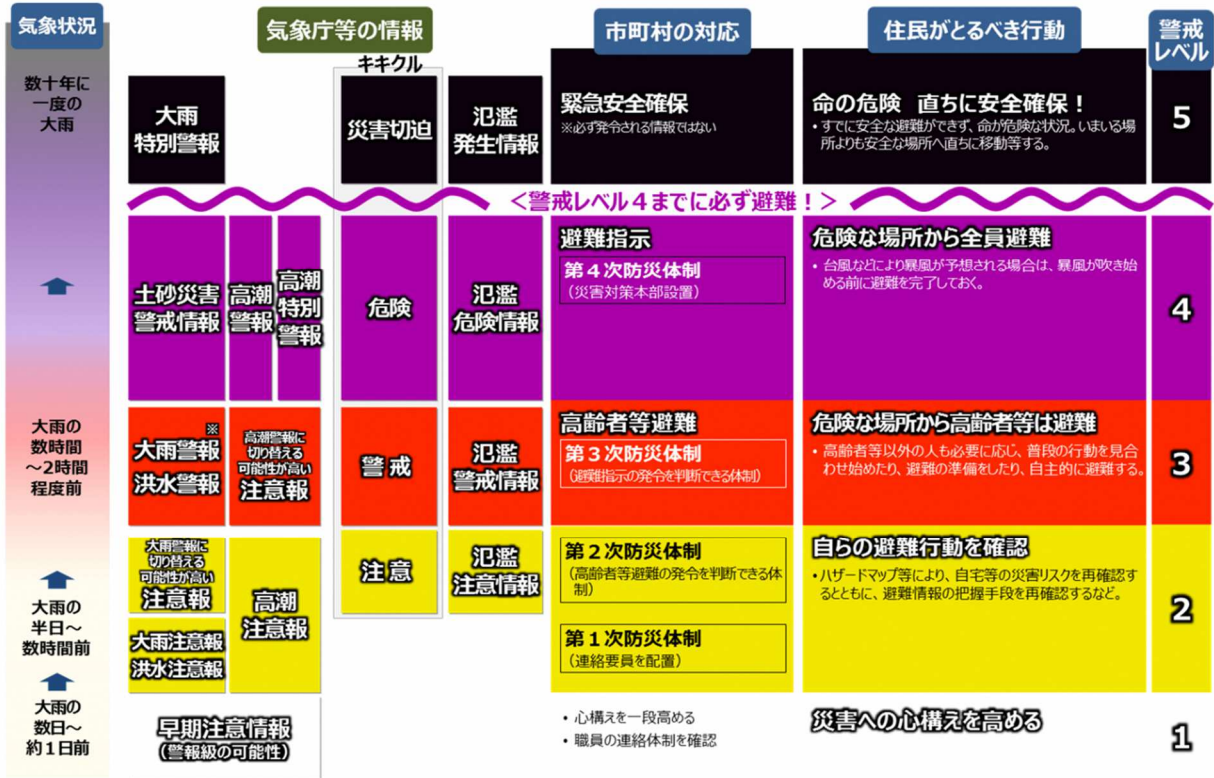 気象状況
気象庁等の情報
市町村の対応
住民がとるべき行動
警戒
レベル
キキクル
数十年に
一度の
大雨
大雨
特別警報
災害切迫
氾濫
発生情報
緊急安全確保
※必ず発令される情報ではない
命の危険 直ちに安全確保！
・すでに安全な避難ができず、命が危険な状況。いまいる場
所よりも安全な場所へ直ちに移動等する。
5
＜警戒レベル４までに必ず避難！＞
土砂災害
警戒情報
高潮
警報
高潮
特別
警報
危険
氾濫
危険情報
避難指示
第４次防災体制
（災害対策本部設置）
危険な場所から全員避難
・台風などにより暴風が予想される場合は、暴風が吹き始
める前に避難を完了しておく。
4
大雨の
数時間
～2時間
程度前
大雨警報
※
洪水警報
高潮警報に
切り替える
可能性が高い
注意報
警戒
氾濫
警戒情報
高齢者等避難
第３次防災体制
（避難指示の発令を判断できる体制）
危険な場所から高齢者等は避難
・高齢者等以外の人も必要に応じ、普段の行動を見合
わせ始めたり、避難の準備をしたり、自主的に避難する。
3
大雨の
半日～
数時間前
大雨警報に
切り替える
可能性が高い
注意報
大雨注意報
洪水注意報
高潮
注意報
注意
氾濫
注意情報
第２次防災体制
（高齢者等避難の発令を判断できる体
制）
第１次防災体制
（連絡要員を配置）
自らの避難行動を確認
・ハザードマップ等により、自宅等の災害リスクを再確認す
るとともに、避難情報の把握手段を再確認するなど。
2
大雨の
数日～
約１日前
早期注意情報
（警報級の可能性）
・心構えを一段高める
・職員の連絡体制を確認
災害への心構えを高める
1